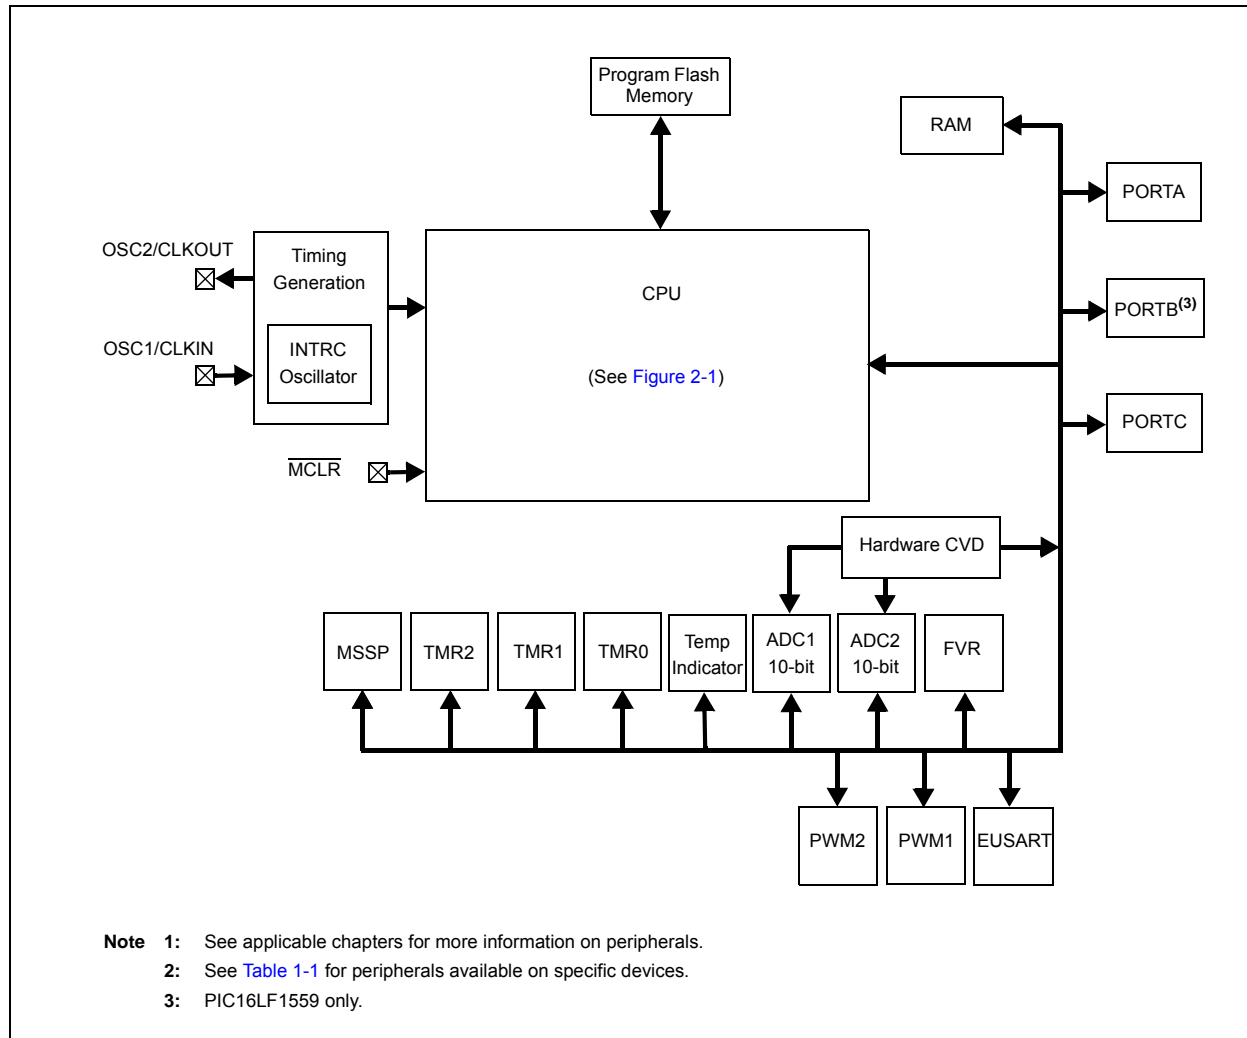 Program Flash
Memory
RAM
PORTA
OSC2/CLKOUT
Timing
Generation
CPU
PORTB(3)
OSC1/CLKIN
INTRC
Oscillator
(See Figure 2-1)
PORTC
MCLR
Hardware CVD
MSSP
TMR2
TMR1
TMR0
Temp
Indicator
ADC1
10-bit
ADC2
10-bit
FVR
PWM2
PWM1
EUSART
Note 1: See applicable chapters for more information on peripherals.
2: See Table 1-1 for peripherals available on specific devices.
3: PIC16LF1559 only.